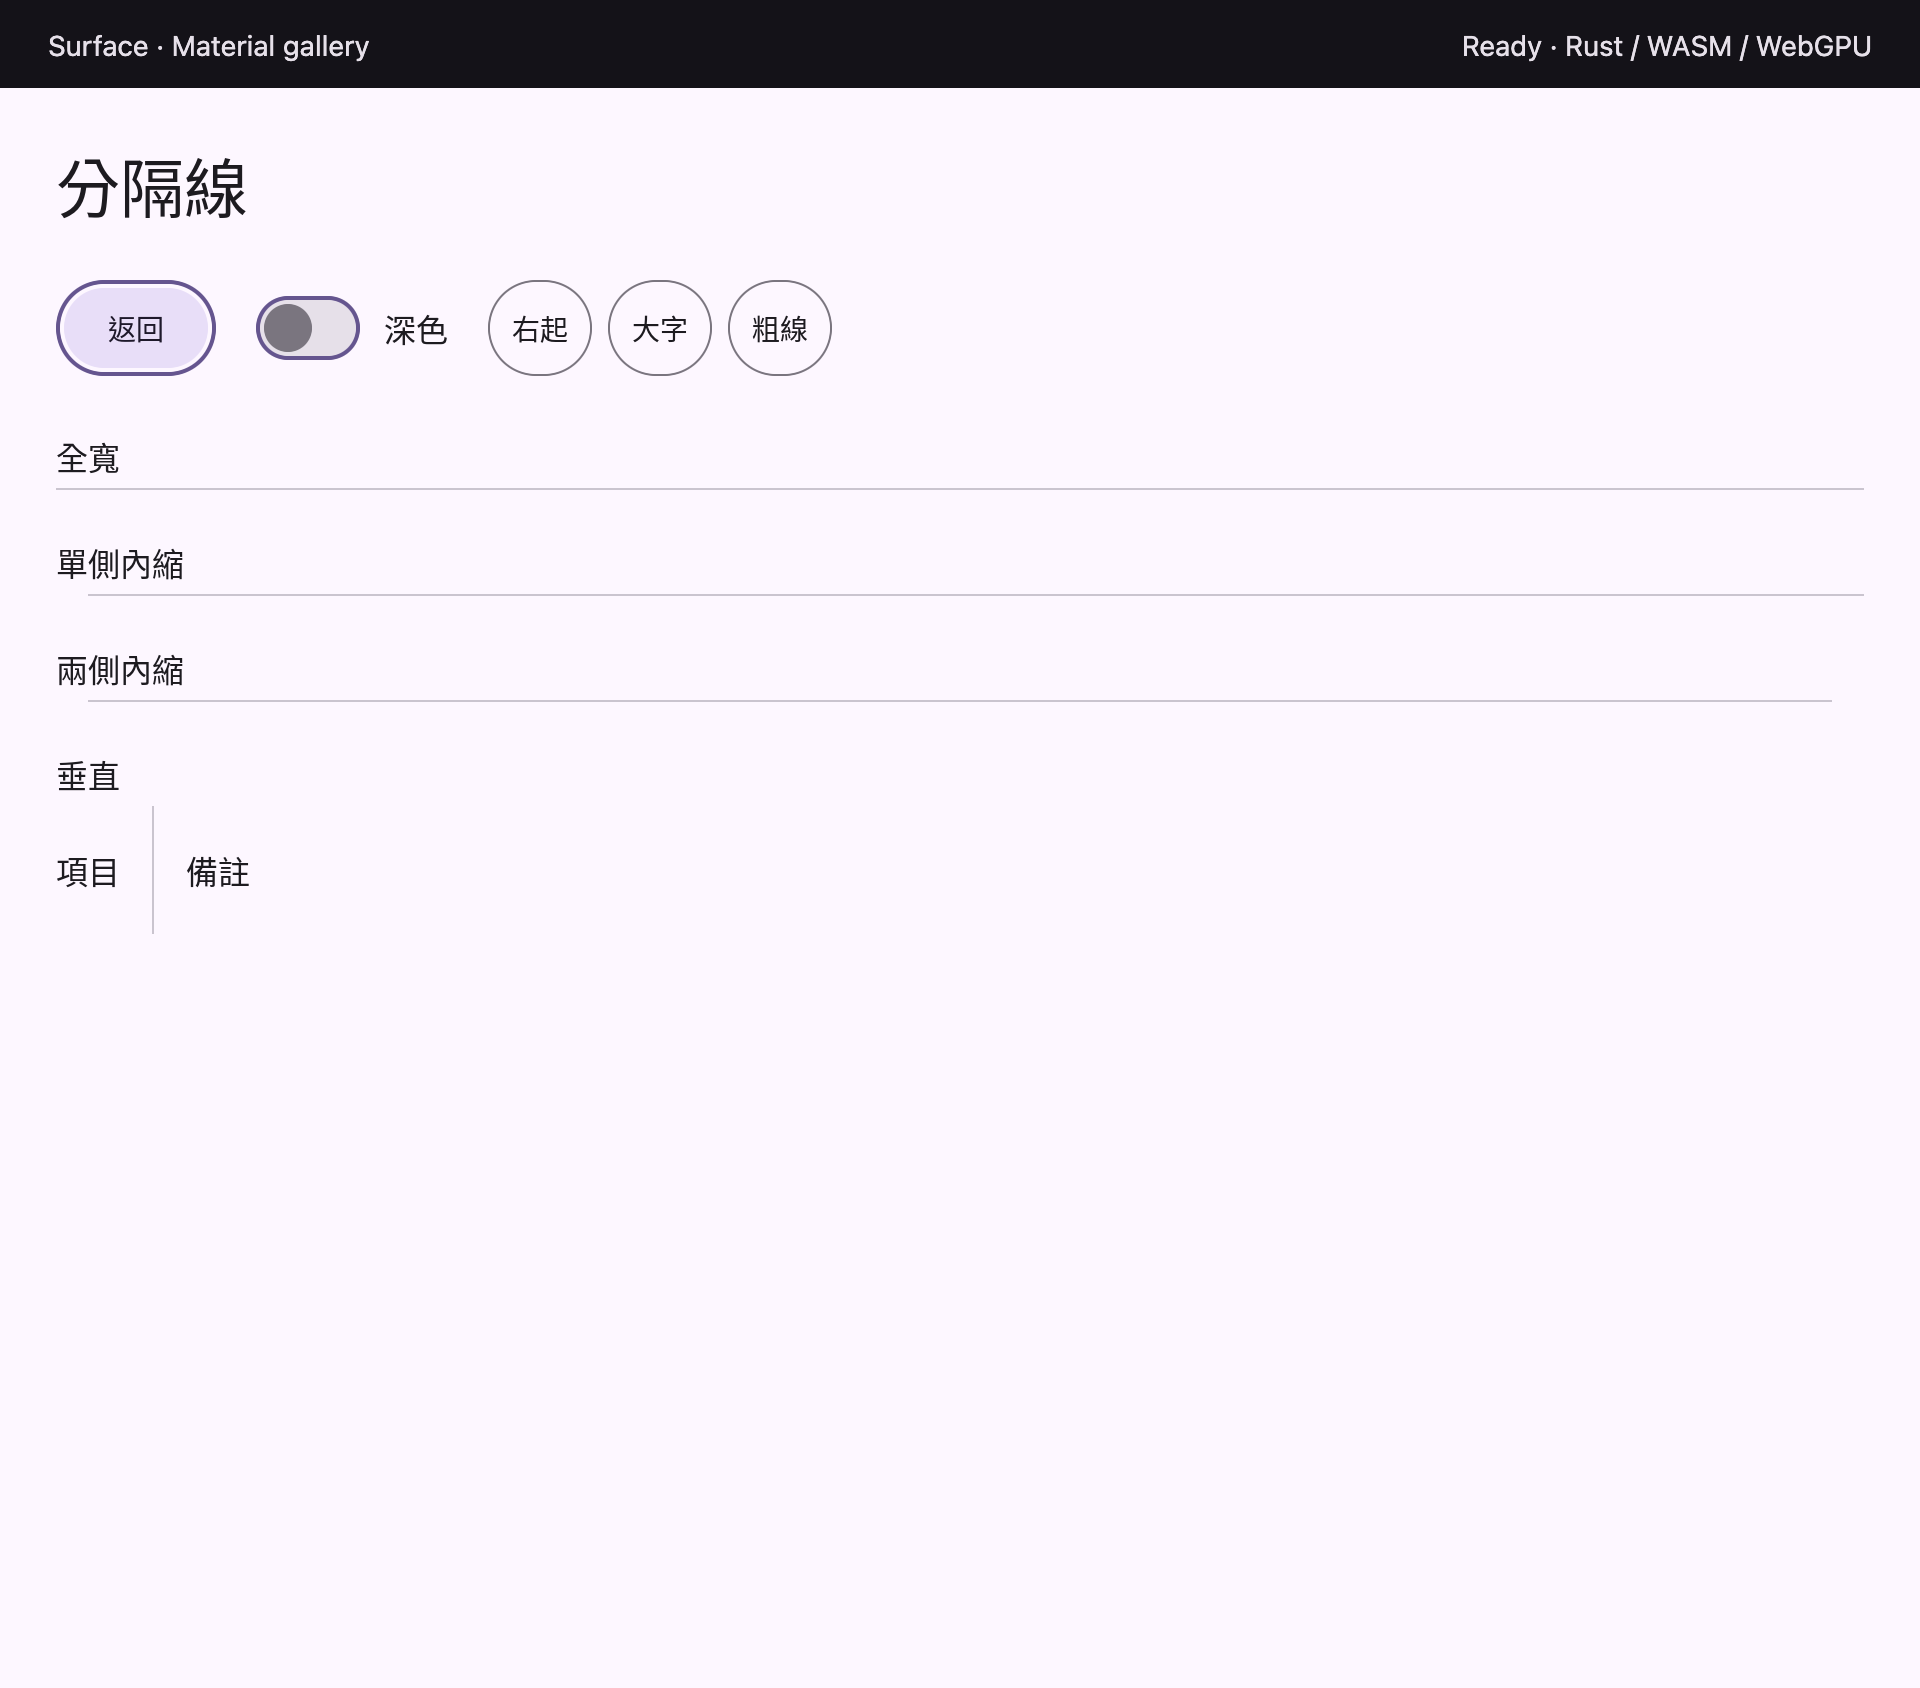 Surface · Material gallery
Ready · Rust / WASM / WebGPU
分隔線
返回 深色 右起 大字 粗線
全寬
單側內縮
兩側內縮
垂直
項目 備註